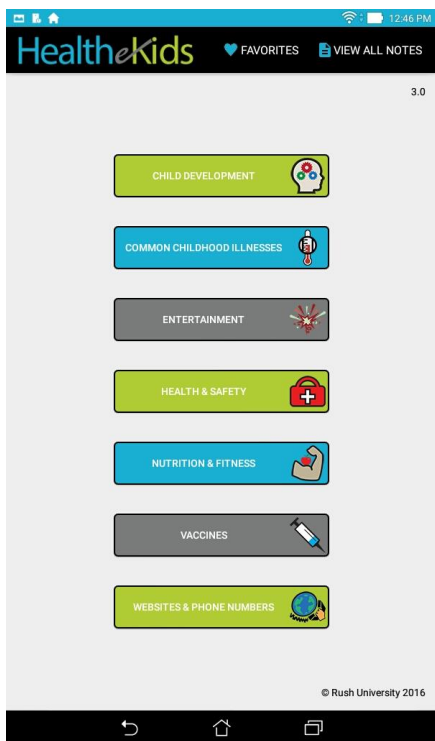 12:46 PM
HealtheKids
FAVORITES
VIEW ALL NOTES
3.0
CHILD DEVELOPMENT
COMMON CHILDHOOD ILLNESSES
ENTERTAINMENT
HEALTH & SAFETY
NUTRITION & FITNESS
VACCINES
WEBSITES & PHONE NUMBERS
© Rush University 2016